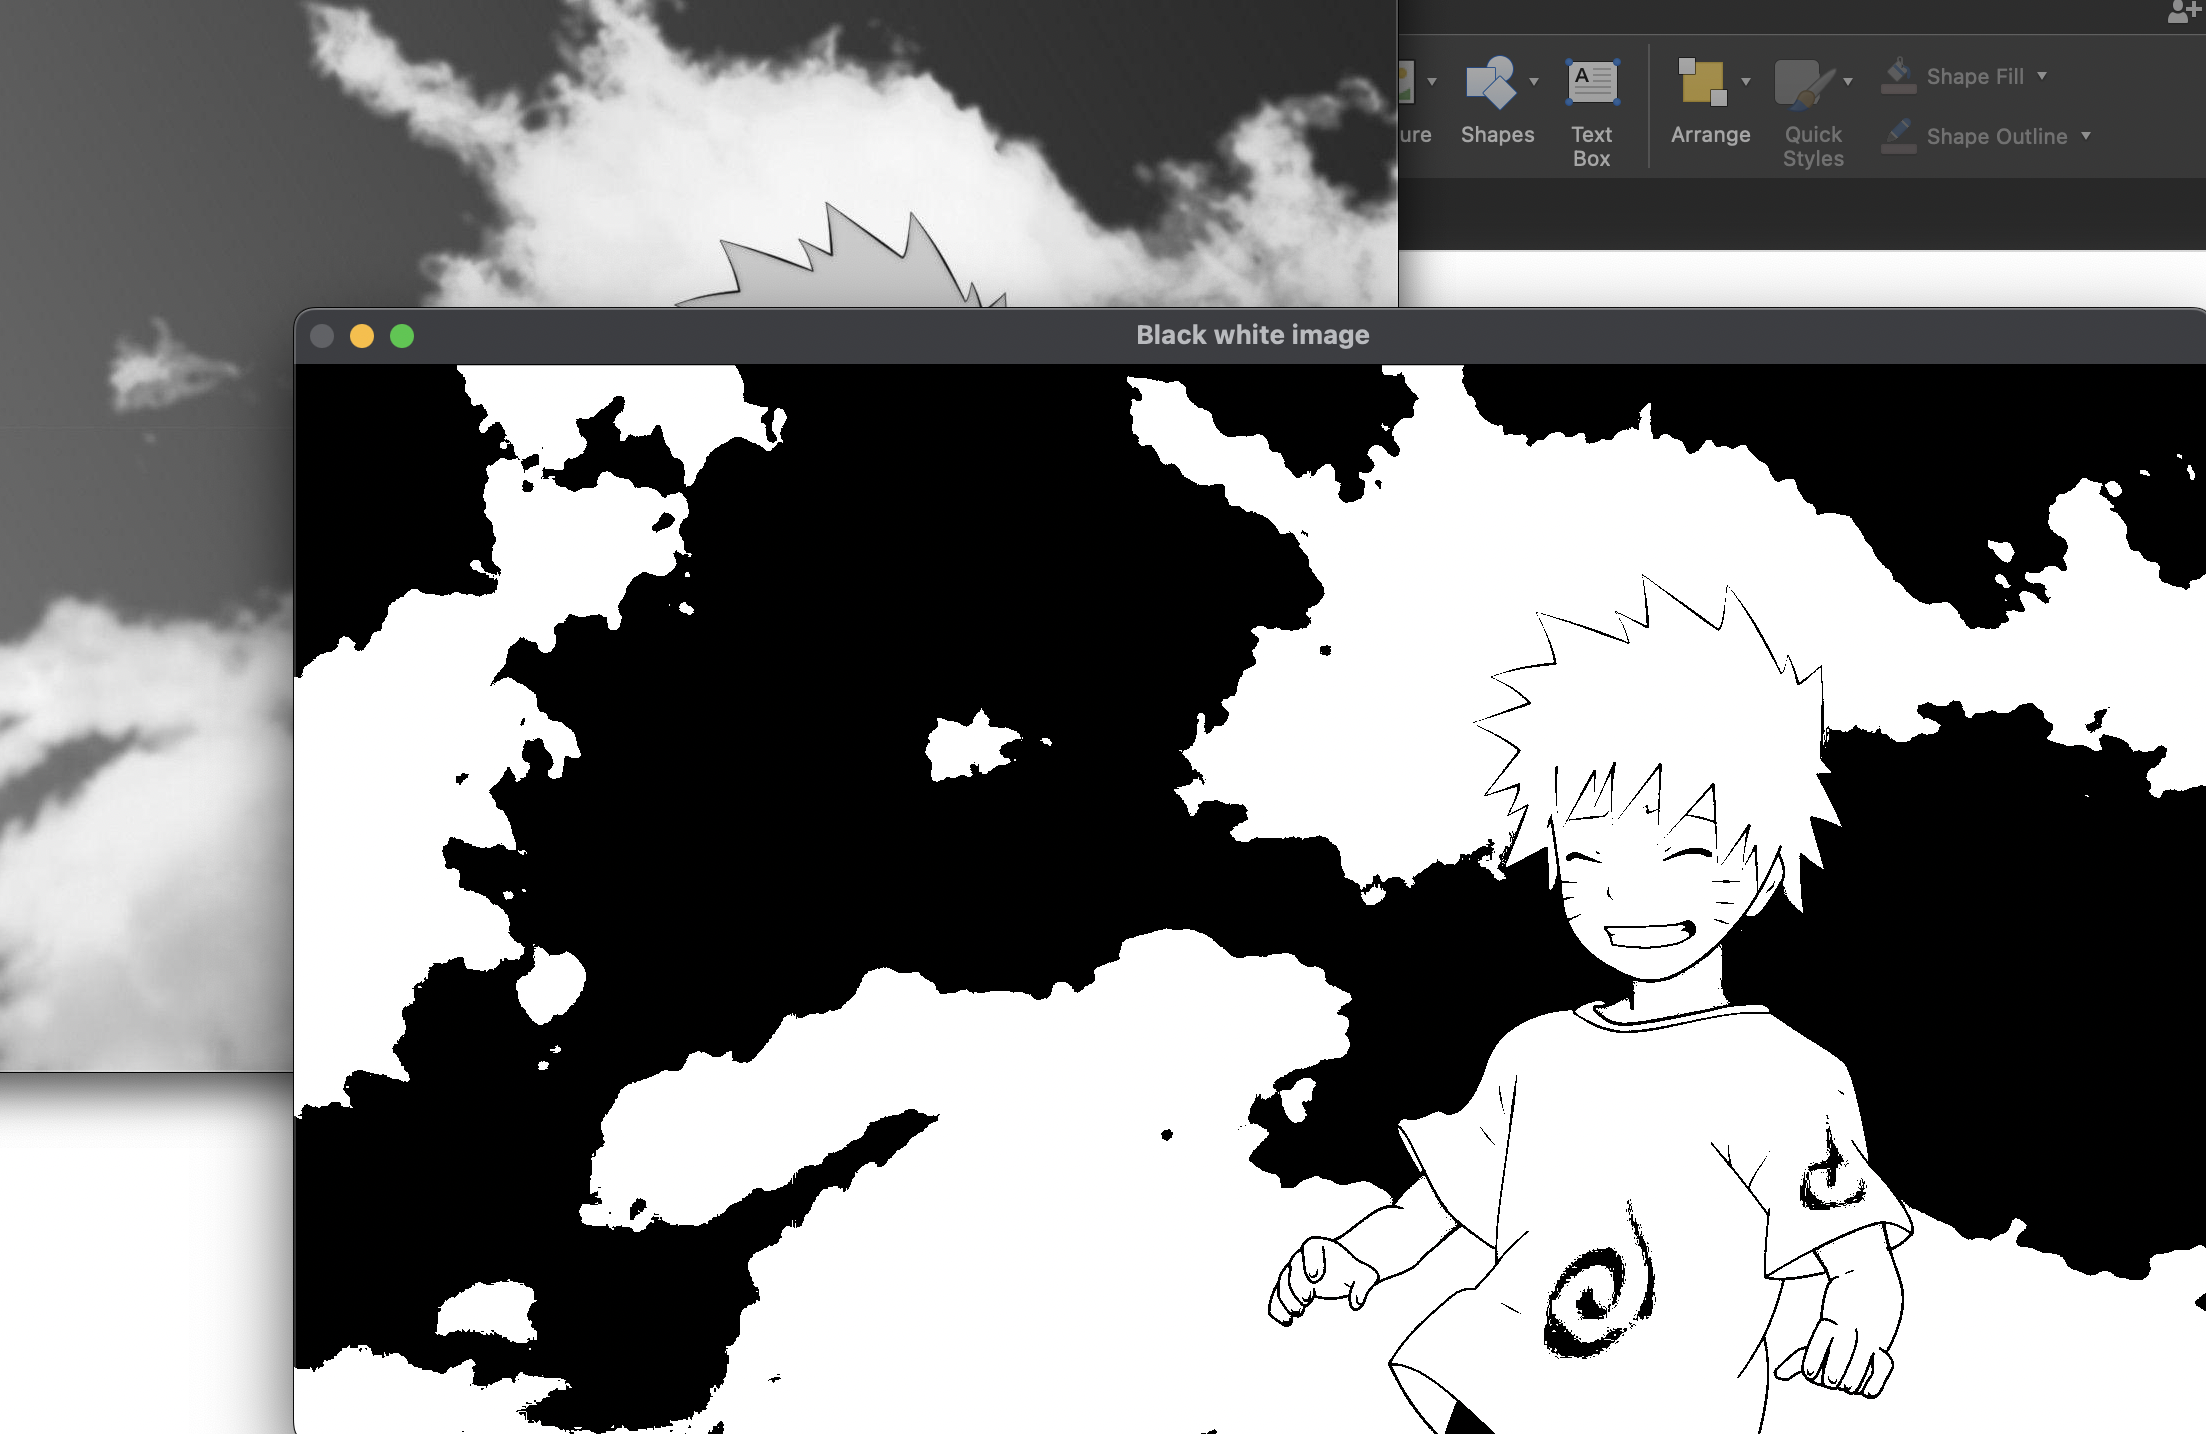 ure
Shapes
A
Text
Box
Arrange
Quick
Styles
Shape Fill
Shape Outline
Black white image